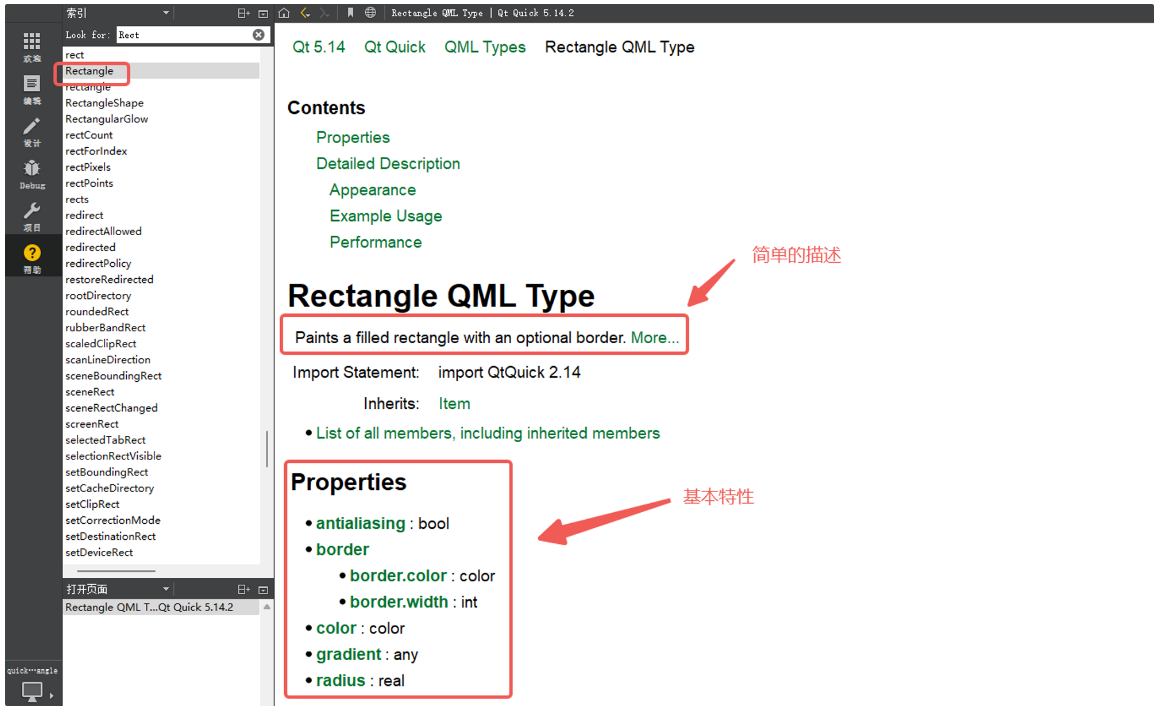 索引
Rectangle QML Type | Qt Quick 5.14.2
Look for: Rect
欢迎
编辑
设计
Debug
项目
帮助
rect
Rectangle
rectangle
RectangleShape
RectangularGlow
rectCount
rectForIndex
rectPixels
rectPoints
rects
redirect
redirectAllowed
redirected
redirectPolicy
restoreRedirected
rootDirectory
roundedRect
rubberBandRect
scaledClipRect
scanLineDirection
sceneBoundingRect
sceneRect
sceneRectChanged
screenRect
selectedTabRect
selectionRectVisible
setBoundingRect
setCacheDirectory
setClipRect
setCorrectionMode
setDestinationRect
setDeviceRect
打开页面
Rectangle QML T...Qt Quick 5.14.2
quick···angle
Qt 5.14 Qt Quick QML Types Rectangle QML Type
Contents
Properties
Detailed Description
Appearance
Example Usage
Performance
简单的描述
Rectangle QML Type
Paints a filled rectangle with an optional border. More...
Import Statement: import QtQuick 2.14
Inherits: Item
• List of all members, including inherited members
Properties
基本特性
• antialiasing : bool
• border
• border.color : color
• border.width : int
• color : color
• gradient : any
• radius : real